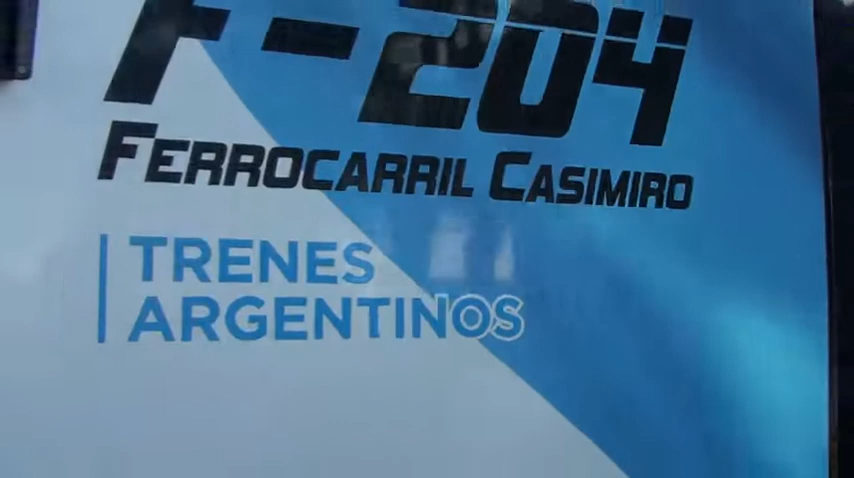 F-204
FERROCARRIL CASIMIRO
TRENES
ARGENTINOS